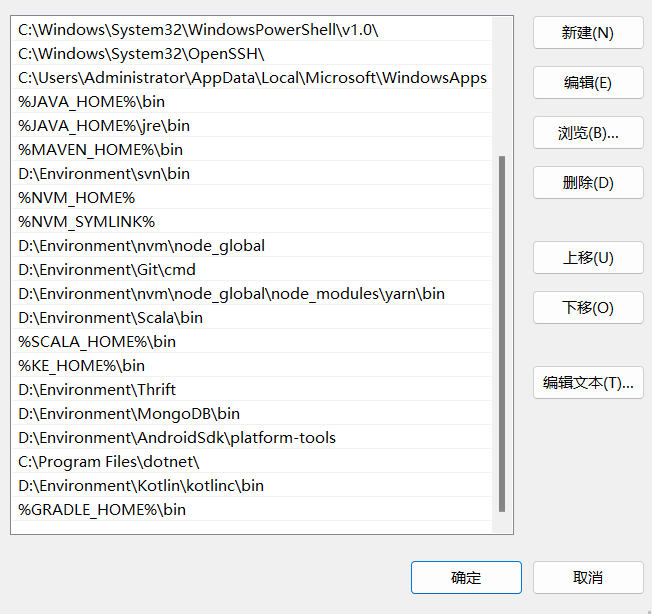 C:\Windows\System32\WindowsPowerShell\v1.0\
C:\Windows\System32\OpenSSH\
C:\Users\Administrator\AppData\Local\Microsoft\WindowsApps
%JAVA_HOME%\bin
%JAVA_HOME%\jre\bin
%MAVEN_HOME%\bin
D:\Environment\svn\bin
%NVM_HOME%
%NVM_SYMLINK%
D:\Environment\nvm\node_global
D:\Environment\Git\cmd
D:\Environment\nvm\node_global\node_modules\yarn\bin
D:\Environment\Scala\bin
%SCALA_HOME%\bin
%KE_HOME%\bin
D:\Environment\Thrift
D:\Environment\MongoDB\bin
D:\Environment\AndroidSdk\platform-tools
C:\Program Files\dotnet\
D:\Environment\Kotlin\kotlinc\bin
%GRADLE_HOME%\bin
新建(N)
编辑(E)
浏览(B)...
删除(D)
上移(U)
下移(O)
编辑文本(T)...
确定
取消